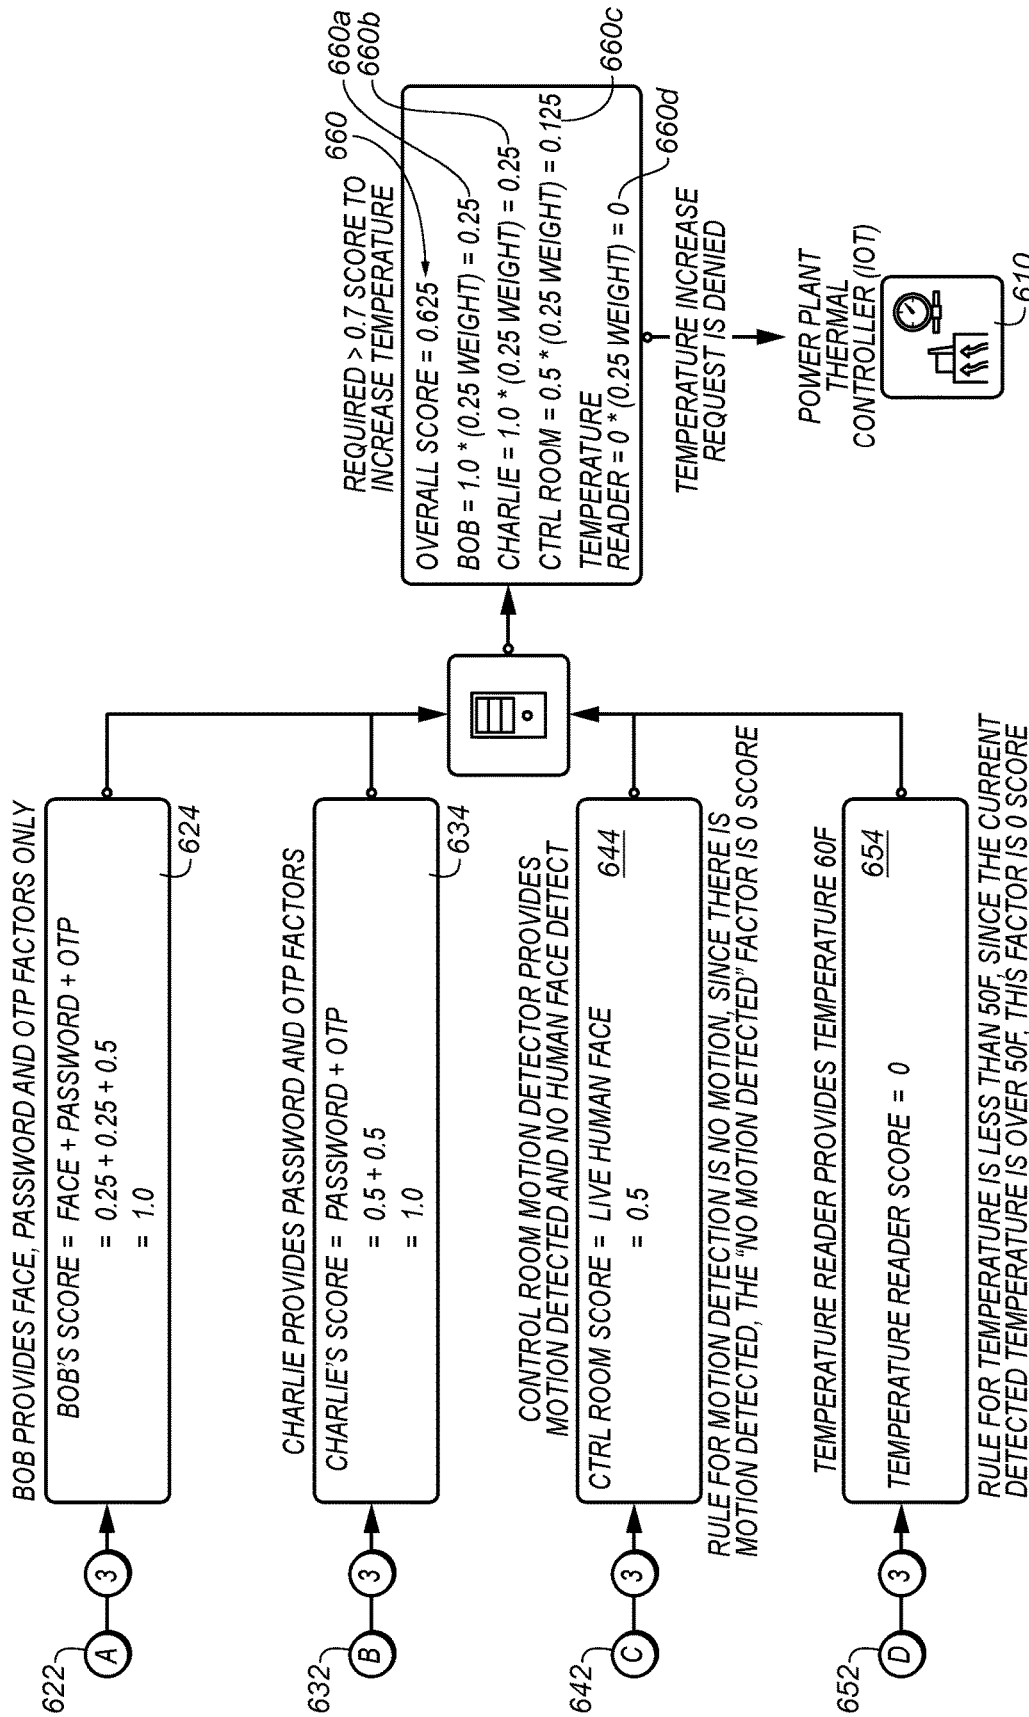 BOB PROVIDES FACE, PASSWORD AND OTP FACTORS ONLY
622
A
3
BOB'S SCORE = FACE + PASSWORD + OTP
= 0.25 + 0.25 + 0.5
= 1.0
624
CHARLIE PROVIDES PASSWORD AND OTP FACTORS
632
B
3
CHARLIE'S SCORE = PASSWORD + OTP
= 0.5 + 0.5
= 1.0
634
CONTROL ROOM MOTION DETECTOR PROVIDES
MOTION DETECTED AND NO HUMAN FACE DETECT
642
C
3
CTRL ROOM SCORE = LIVE HUMAN FACE
= 0.5
644
RULE FOR MOTION DETECTION IS NO MOTION, SINCE THERE IS
MOTION DETECTED, THE "NO MOTION DETECTED" FACTOR IS 0 SCORE
TEMPERATURE READER PROVIDES TEMPERATURE 60F
652
D
3
TEMPERATURE READER SCORE = 0
654
RULE FOR TEMPERATURE IS LESS THAN 50F, SINCE THE CURRENT
DETECTED TEMPERATURE IS OVER 50F, THIS FACTOR IS 0 SCORE
REQUIRED > 0.7 SCORE TO
INCREASE TEMPERATURE
660
660a
660b
OVERALL SCORE = 0.625
BOB = 1.0 * (0.25 WEIGHT) = 0.25
CHARLIE = 1.0 * (0.25 WEIGHT) = 0.25
CTRL ROOM = 0.5 * (0.25 WEIGHT) = 0.125
660c
TEMPERATURE
READER = 0 * (0.25 WEIGHT) = 0
660d
TEMPERATURE INCREASE
REQUEST IS DENIED
POWER PLANT
THERMAL
CONTROLLER (IOT)
610